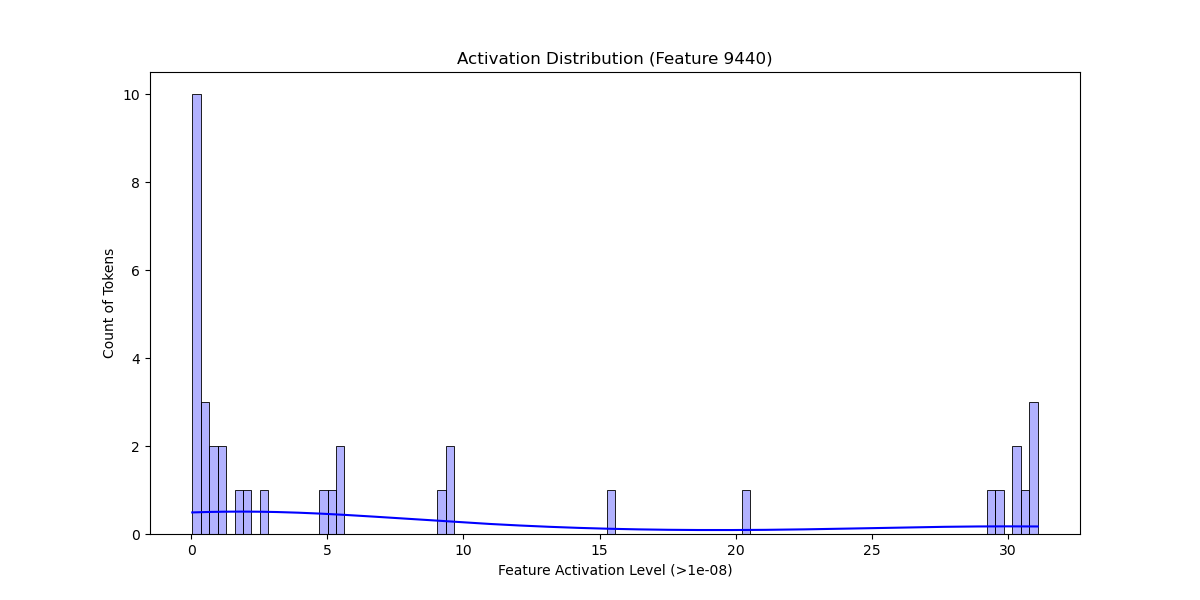 Activation Distribution (Feature 9440)
10
8
6
4
2
0
Count of Tokens
0 5 10 15 20 25 30
Feature Activation Level (>1e-08)